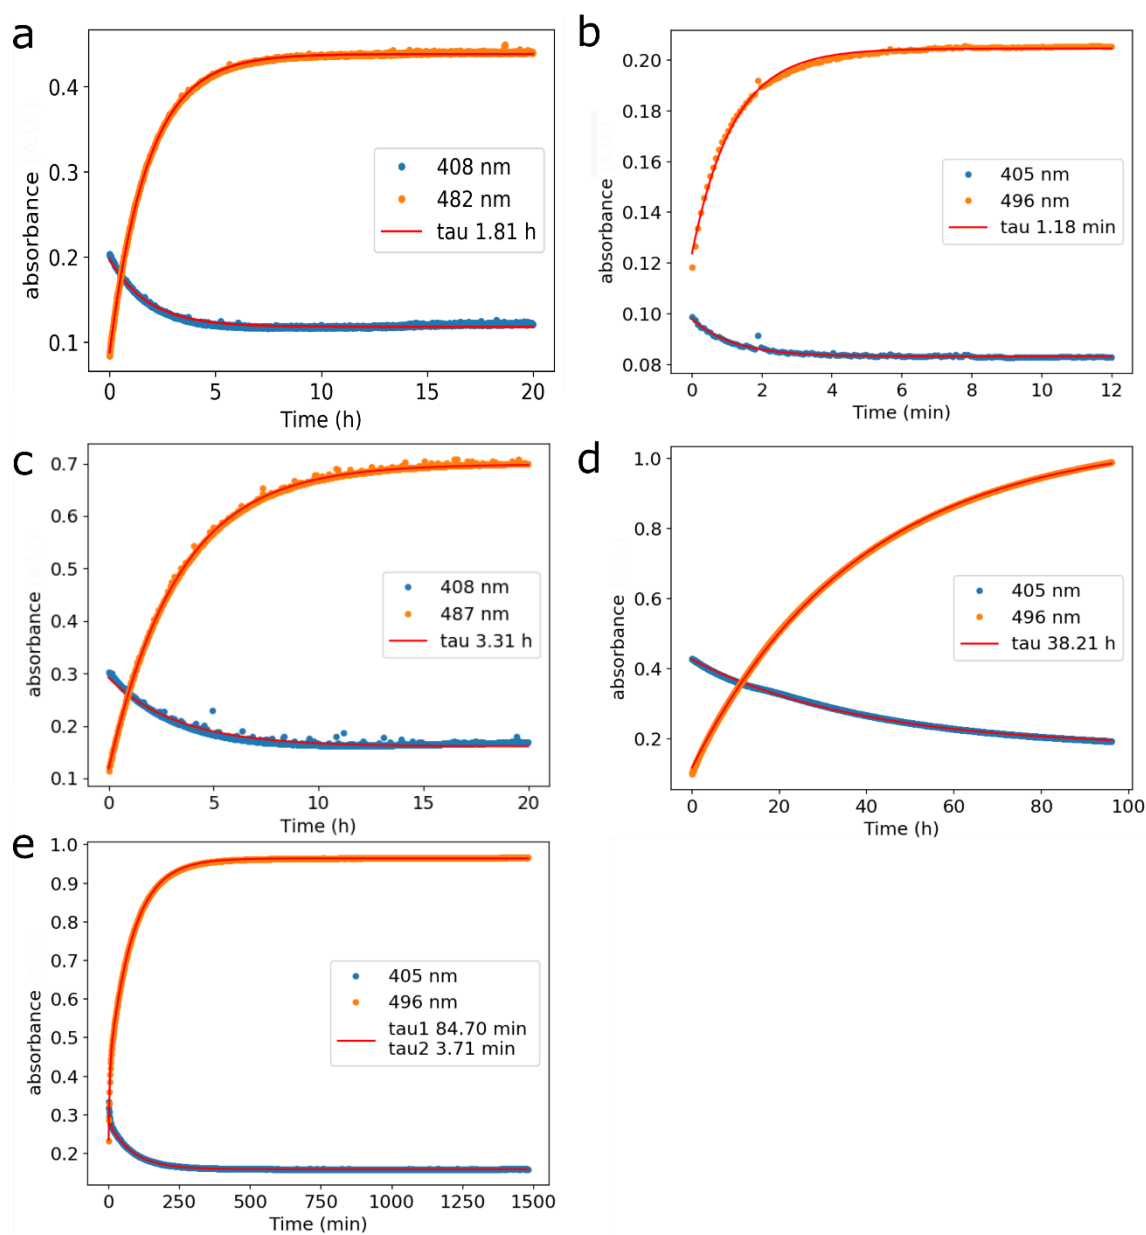 a
0.4
0.3
0.2
0.1
absorbance
408 nm
482 nm
tau 1.81 h
0
5
10
15
20
Time (h)
b
0.20
0.18
0.16
0.14
0.12
0.10
0.08
absorbance
405 nm
496 nm
tau 1.18 min
0
2
4
6
8
10
12
Time (min)
c
0.7
0.6
0.5
0.4
0.3
0.2
0.1
absorbance
408 nm
487 nm
tau 3.31 h
0
5
10
15
20
Time (h)
d
1.0
0.8
0.6
0.4
0.2
absorbance
405 nm
496 nm
tau 38.21 h
0
20
40
60
80
100
Time (h)
e
1.0
0.9
0.8
0.7
0.6
0.5
0.4
0.3
0.2
absorbance
405 nm
496 nm
tau1 84.70 min
tau2 3.71 min
0
250
500
750
1000
1250
1500
Time (min)